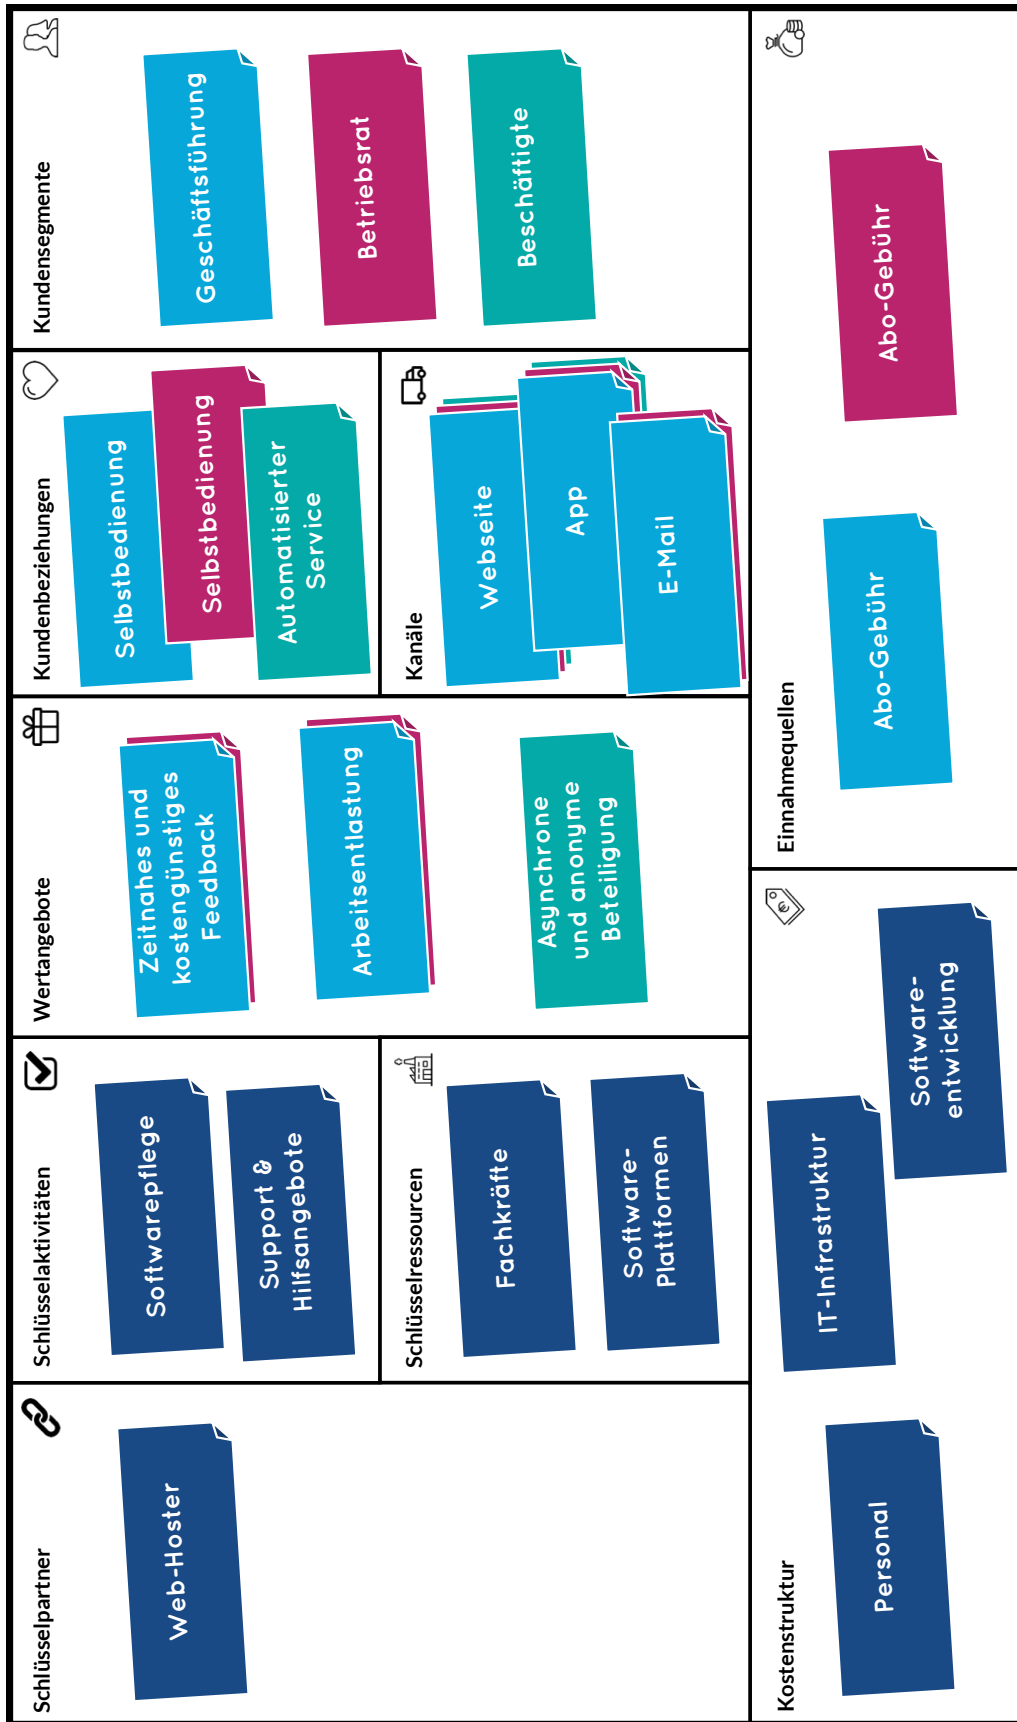 Schlüsselpartner
Web-Hoster
Schlüsselaktivitäten
Softwarepflege
Support &
Hilfsangebote
Schlüsselressourcen
Fachkräfte
Software-
Plattformen
Wertangebote
Zeitnahes und
kostengünstiges
Feedback
Arbeitsentlastung
Asynchrone
und anonyme
Beteiligung
Kundenbeziehungen
Selbstbedienung
Selbstbedienung
Automatisierter
Service
Kanäle
Webseite
App
E-Mail
Kundensegmente
Geschäftsführung
Betriebsrat
Beschäftigte
Kostenstruktur
Personal
IT-Infrastruktur
Software-
entwicklung
€
Einnahmequellen
Abo-Gebühr
Abo-Gebühr